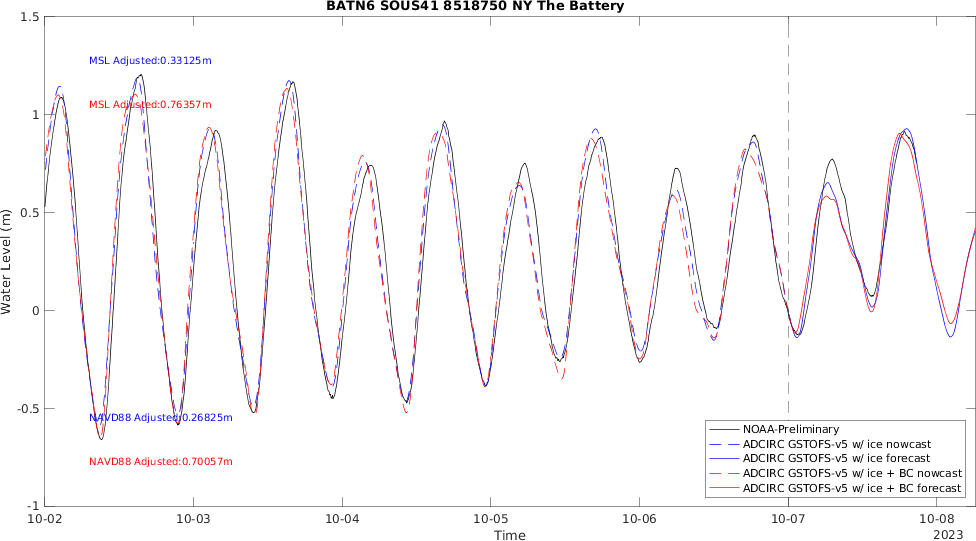 BATN6 SOUS41 8518750 NY The Battery
1.5
MSL Adjusted:0.33125m
MSL Adjusted:0.76357m
1
0.5
Water Level (m)
0
-0.5
NAVD88 Adjusted:0.26825m
NAVD88 Adjusted:0.70057m
NOAA-Preliminary
ADCIRC GSTOFS-v5 w/ ice nowcast
ADCIRC GSTOFS-v5 w/ ice forecast
ADCIRC GSTOFS-v5 w/ ice + BC nowcast
ADCIRC GSTOFS-v5 w/ ice + BC forecast
-1
10-02 10-03 10-04 10-05 10-06 10-07 10-08
Time
2023